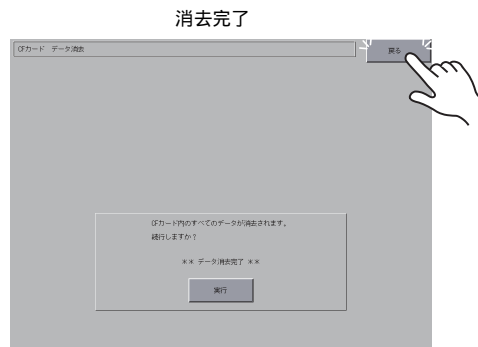 消去完了
CFカード データ消去
戻る
CFカード内のすべてのデータが消去されます。
続行しますか？
** データ消去完了 **
実行